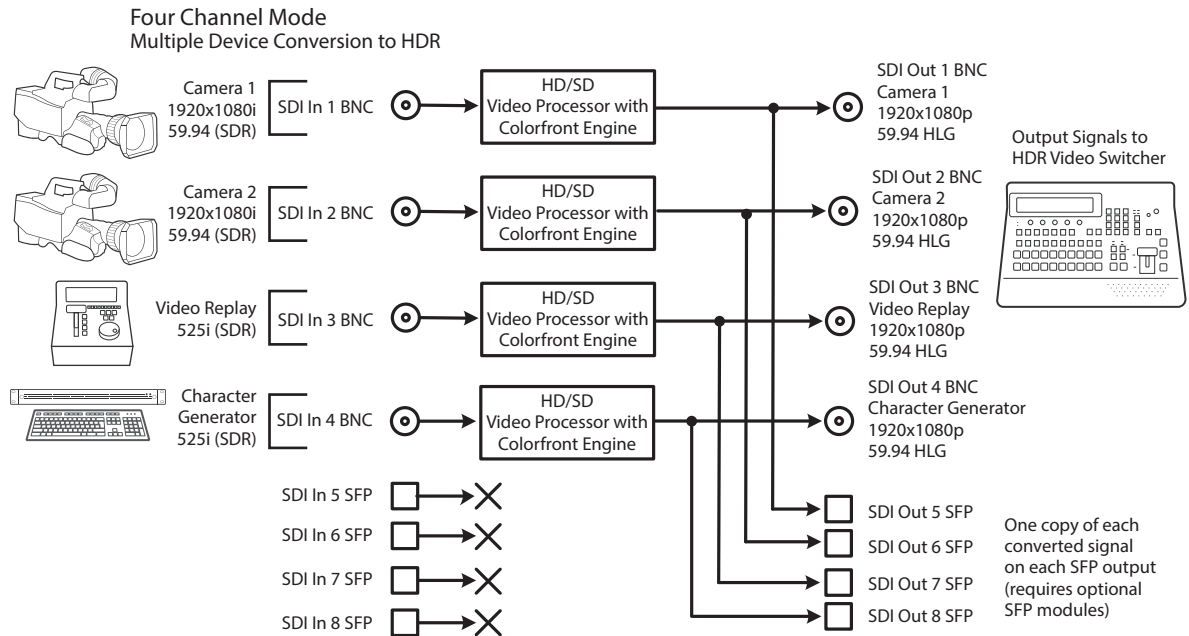 Four Channel Mode
Multiple Device Conversion to HDR
Camera 1
1920x1080i
59.94 (SDR)
SDI In 1 BNC
HD/SD
Video Processor with
Colorfront Engine
SDI Out 1 BNC
Camera 1
1920x1080p
59.94 HLG
Output Signals to
HDR Video Switcher
Camera 2
1920x1080i
59.94 (SDR)
SDI In 2 BNC
HD/SD
Video Processor with
Colorfront Engine
SDI Out 2 BNC
Camera 2
1920x1080p
59.94 HLG
Video Replay
525i (SDR)
SDI In 3 BNC
HD/SD
Video Processor with
Colorfront Engine
SDI Out 3 BNC
Video Replay
1920x1080p
59.94 HLG
Character
Generator
525i (SDR)
SDI In 4 BNC
HD/SD
Video Processor with
Colorfront Engine
SDI Out 4 BNC
Character Generator
1920x1080p
59.94 HLG
SDI In 5 SFP
SDI In 6 SFP
SDI In 7 SFP
SDI In 8 SFP
SDI Out 5 SFP
SDI Out 6 SFP
SDI Out 7 SFP
SDI Out 8 SFP
One copy of each
converted signal
on each SFP output
(requires optional
SFP modules)